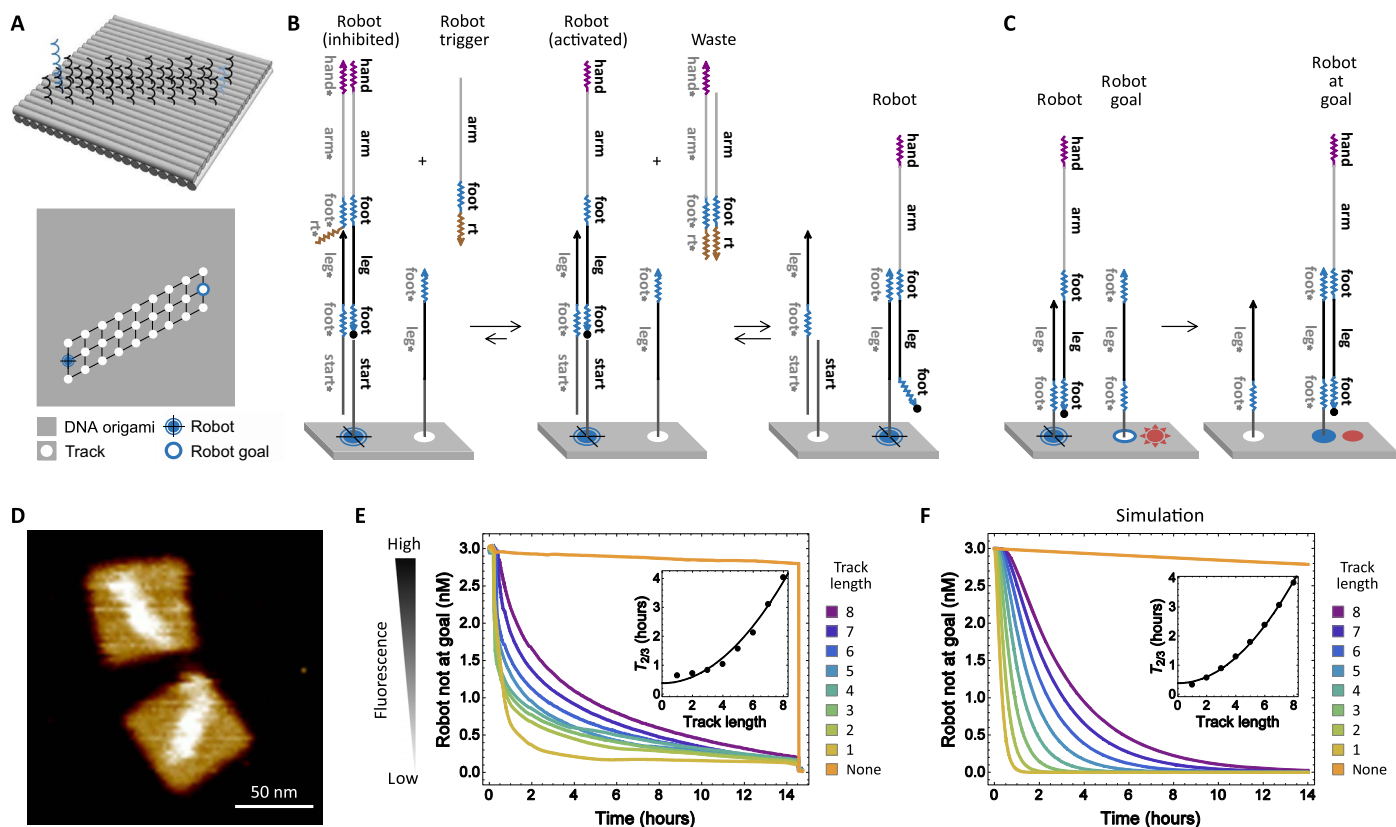 A
DNA origami
Robot
Track
Robot goal
B
Robot
(inhibited)
Robot
trigger
Robot
(activated)
Waste
Robot
hand*
hand
arm*
arm
foot*
foot
rt*
leg*
leg
foot*
foot
start*
start
+
arm
foot
rt
foot*
leg*
hand
arm
foot
leg*
leg
foot*
foot
start*
start
+
foot*
leg*
hand*
arm*
arm
foot*
foot
rt*
rt
leg*
foot*
start*
start
hand
arm
foot*
foot
leg*
leg
foot
C
Robot
Robot
goal
Robot
at
goal
hand
arm
foot
leg*
leg
foot*
foot
foot*
leg*
foot*
leg*
foot*
hand
arm
foot*
foot
leg*
leg
foot*
foot
D
50 nm
E
High
Fluorescence
Low
Robot not at goal (nM)
3.0
2.5
2.0
1.5
1.0
0.5
0.0
0 2 4 6 8 10 12 14
Time (hours)
T2/3 (hours)
4
3
2
1
0
0 2 4 6 8
Track length
Track
length
8
7
6
5
4
3
2
1
None
F
Simulation
Robot not at goal (nM)
3.0
2.5
2.0
1.5
1.0
0.5
0.0
0 2 4 6 8 10 12 14
Time (hours)
T2/3 (hours)
4
3
2
1
0
0 2 4 6 8
Track length
Track
length
8
7
6
5
4
3
2
1
None